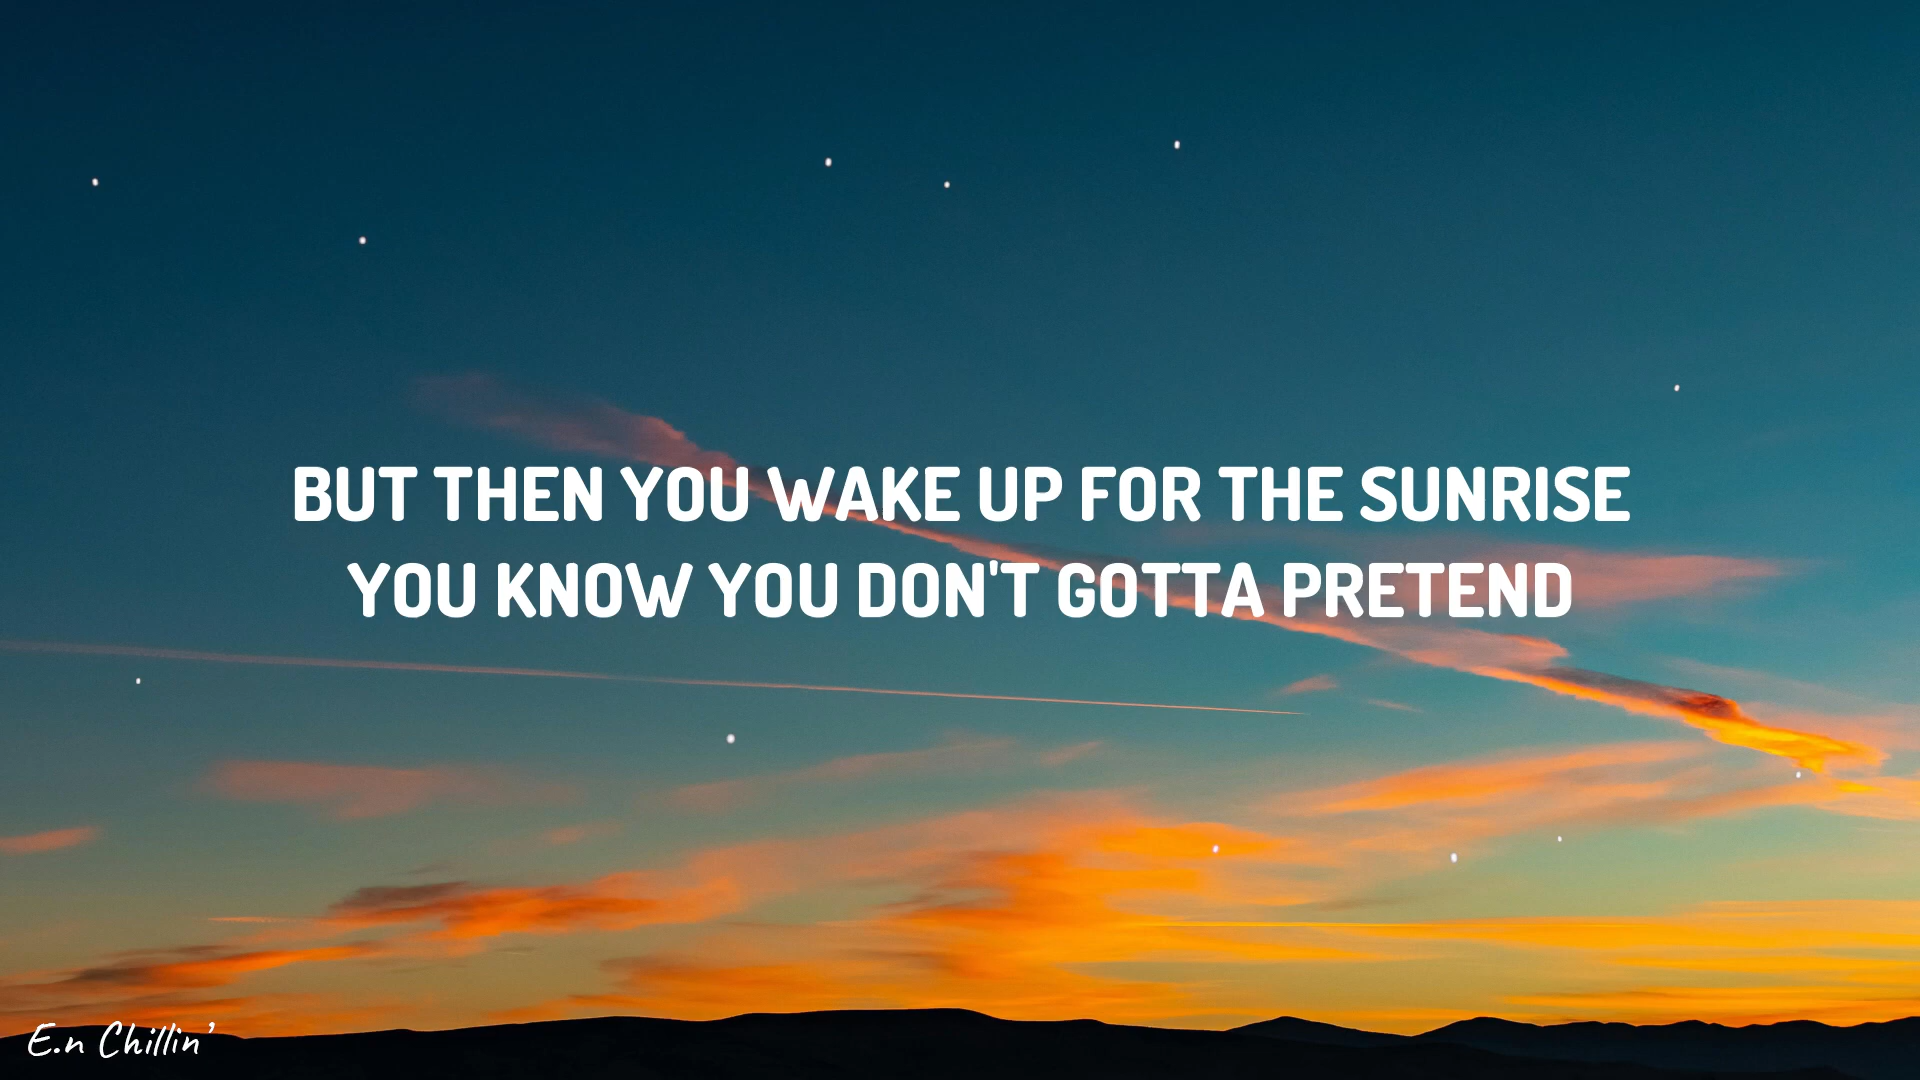 BUT THEN YOU WAKE UP FOR THE SUNRISE
YOU KNOW YOU DON'T GOTTA PRETEND
E.n Chillin'